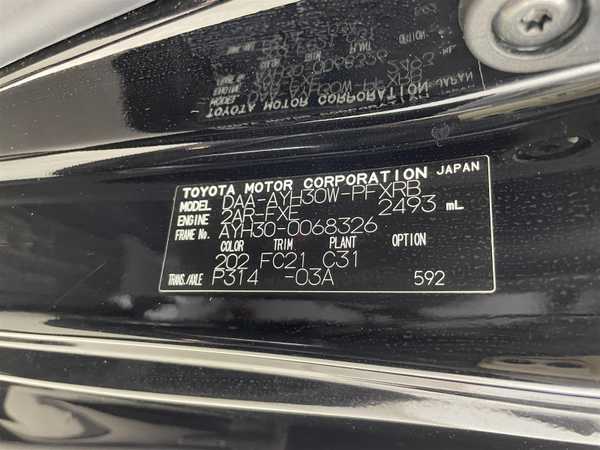 TOYOTA MOTOR CORPORATION JAPAN
MODEL DAA-AYH30W-PFXRB
ENGINE 2AR-FXE 2493 mL
FRAME No. AYH30-0068326
COLOR TRIM PLANT OPTION
202 FC21 C31
TRANS./AXLE P314 -03A 592